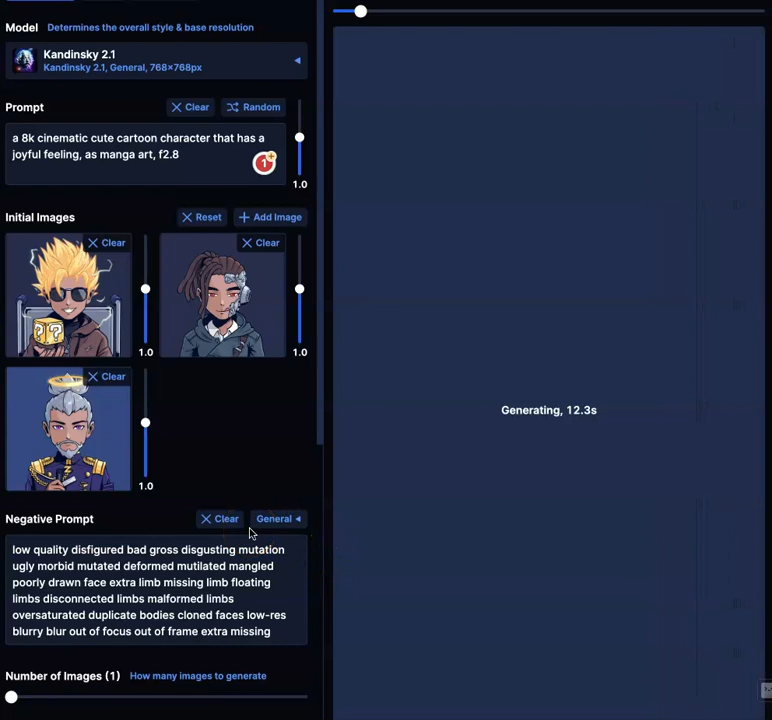 Model Determines the overall style & base resolution
Kandinsky 2.1
Kandinsky 2.1, General, 768×768px
Prompt Clear Random
a 8k cinematic cute cartoon character that has a
joyful feeling, as manga art, f2.8
1
1.0
Initial Images Reset Add Image
Clear Clear
? ?
1.0 1.0
Clear
1.0
Generating, 12.3s
Negative Prompt Clear General
low quality disfigured bad gross disgusting mutation
ugly morbid mutated deformed mutilated mangled
poorly drawn face extra limb missing limb floating
limbs disconnected limbs malformed limbs
oversaturated duplicate bodies cloned faces low-res
blurry blur out of focus out of frame extra missing
Number of Images (1) How many images to generate